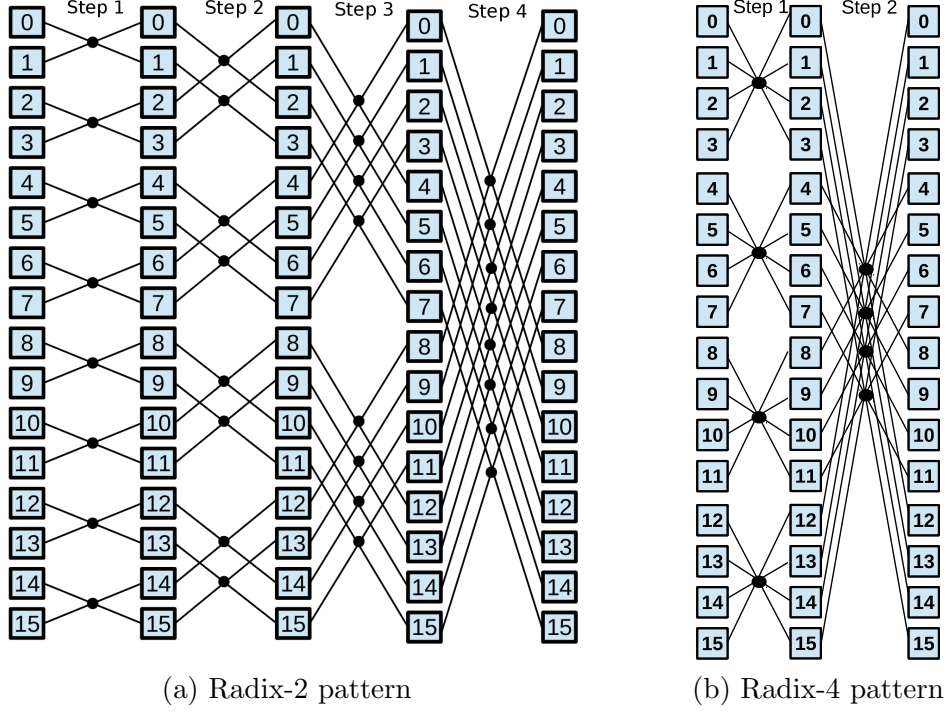 Step 1 Step 2 Step 3 Step 4 Step 1 Step 2
0 0 0 0 0 0 0 0
1 1 1 1 1 1 1 1
2 2 2 2 2 2 2 2
3 3 3 3 3 3 3 3
4 4 4 4 4 4 4 4
5 5 5 5 5 5 5 5
6 6 6 6 6 6 6 6
7 7 7 7 7 7 7 7
8 8 8 8 8 8 8 8
9 9 9 9 9 9 9 9
10 10 10 10 10 10 10 10
11 11 11 11 11 11 11 11
12 12 12 12 12 12 12 12
13 13 13 13 13 13 13 13
14 14 14 14 14 14 14 14
15 15 15 15 15 15 15 15
(a) Radix-2 pattern (b) Radix-4 pattern